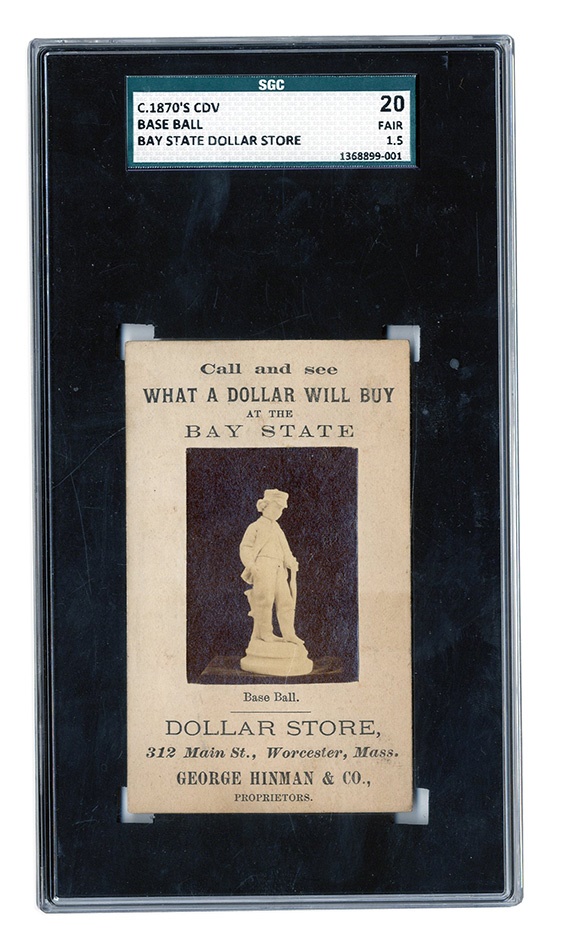 SGC
C.1870'S CDV 20
BASE BALL FAIR
BAY STATE DOLLAR STORE 1.5
1368899-001
Call and see
WHAT A DOLLAR WILL BUY
AT THE
BAY STATE
Base Ball.
DOLLAR STORE,
312 Main St., Worcester, Mass.
GEORGE HINMAN & CO.,
PROPRIETORS.